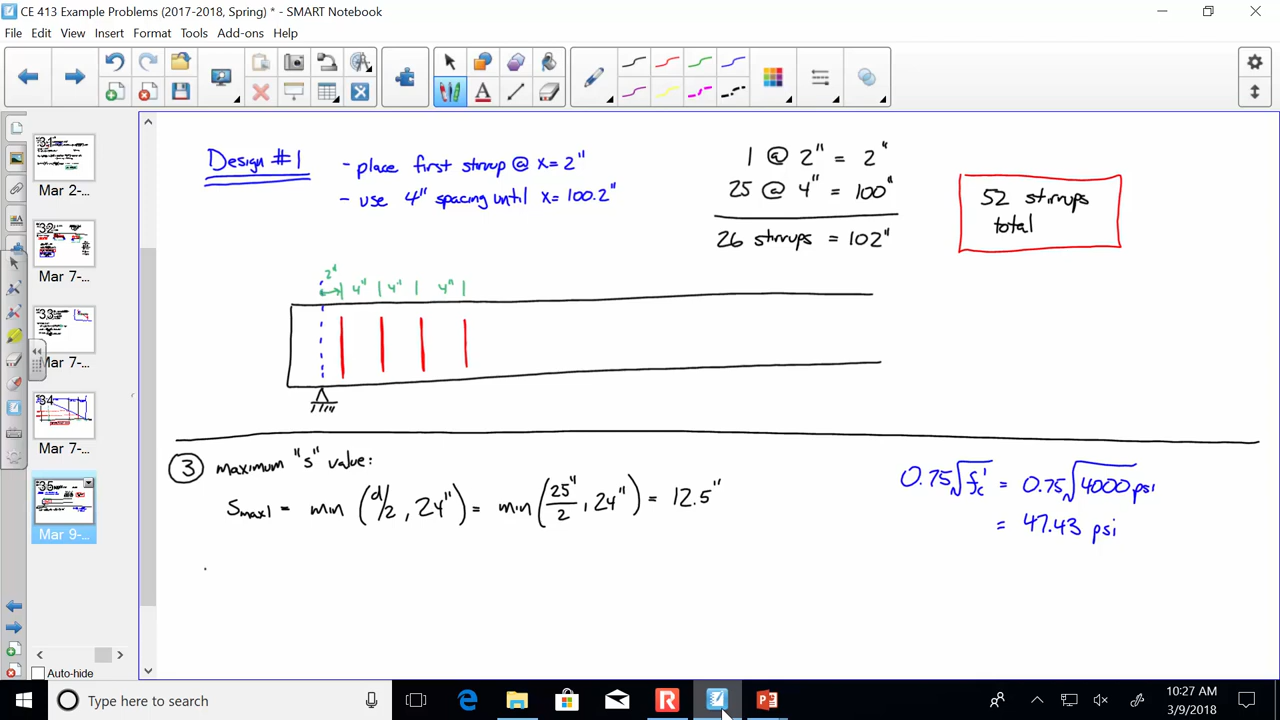 CE 413 Example Problems (2017-2018, Spring) * - SMART Notebook
File Edit View Insert Format Tools Add-ons Help
Mar 2-...
Mar 7-...
Mar 7-...
Mar 7-...
Mar 9-...
Auto-hide
Design #1
- place first stirrup @ x= 2"
- use 4" spacing until x= 100.2"
1 @ 2" = 2"
25 @ 4" = 100"
26 stirrups = 102"
52 stirrups
total
2"
4" 4" 4"
3 maximum "s" value:
Smax1 = min (d/2, 24") = min (25"/2, 24") = 12.5"
0.75√f'c = 0.75√4000 psi
= 47.43 psi
Type here to search
10:27 AM
3/9/2018